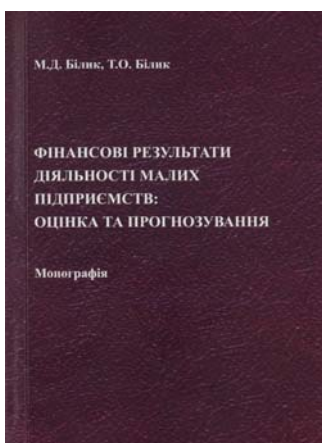 М.Д. Білик, Т.О. Білик
ФІНАНСОВІ РЕЗУЛЬТАТИ
ДІЯЛЬНОСТІ МАЛИХ
ПІДПРИЄМСТВ:
ОЦІНКА ТА ПРОГНОЗУВАННЯ
Монографія